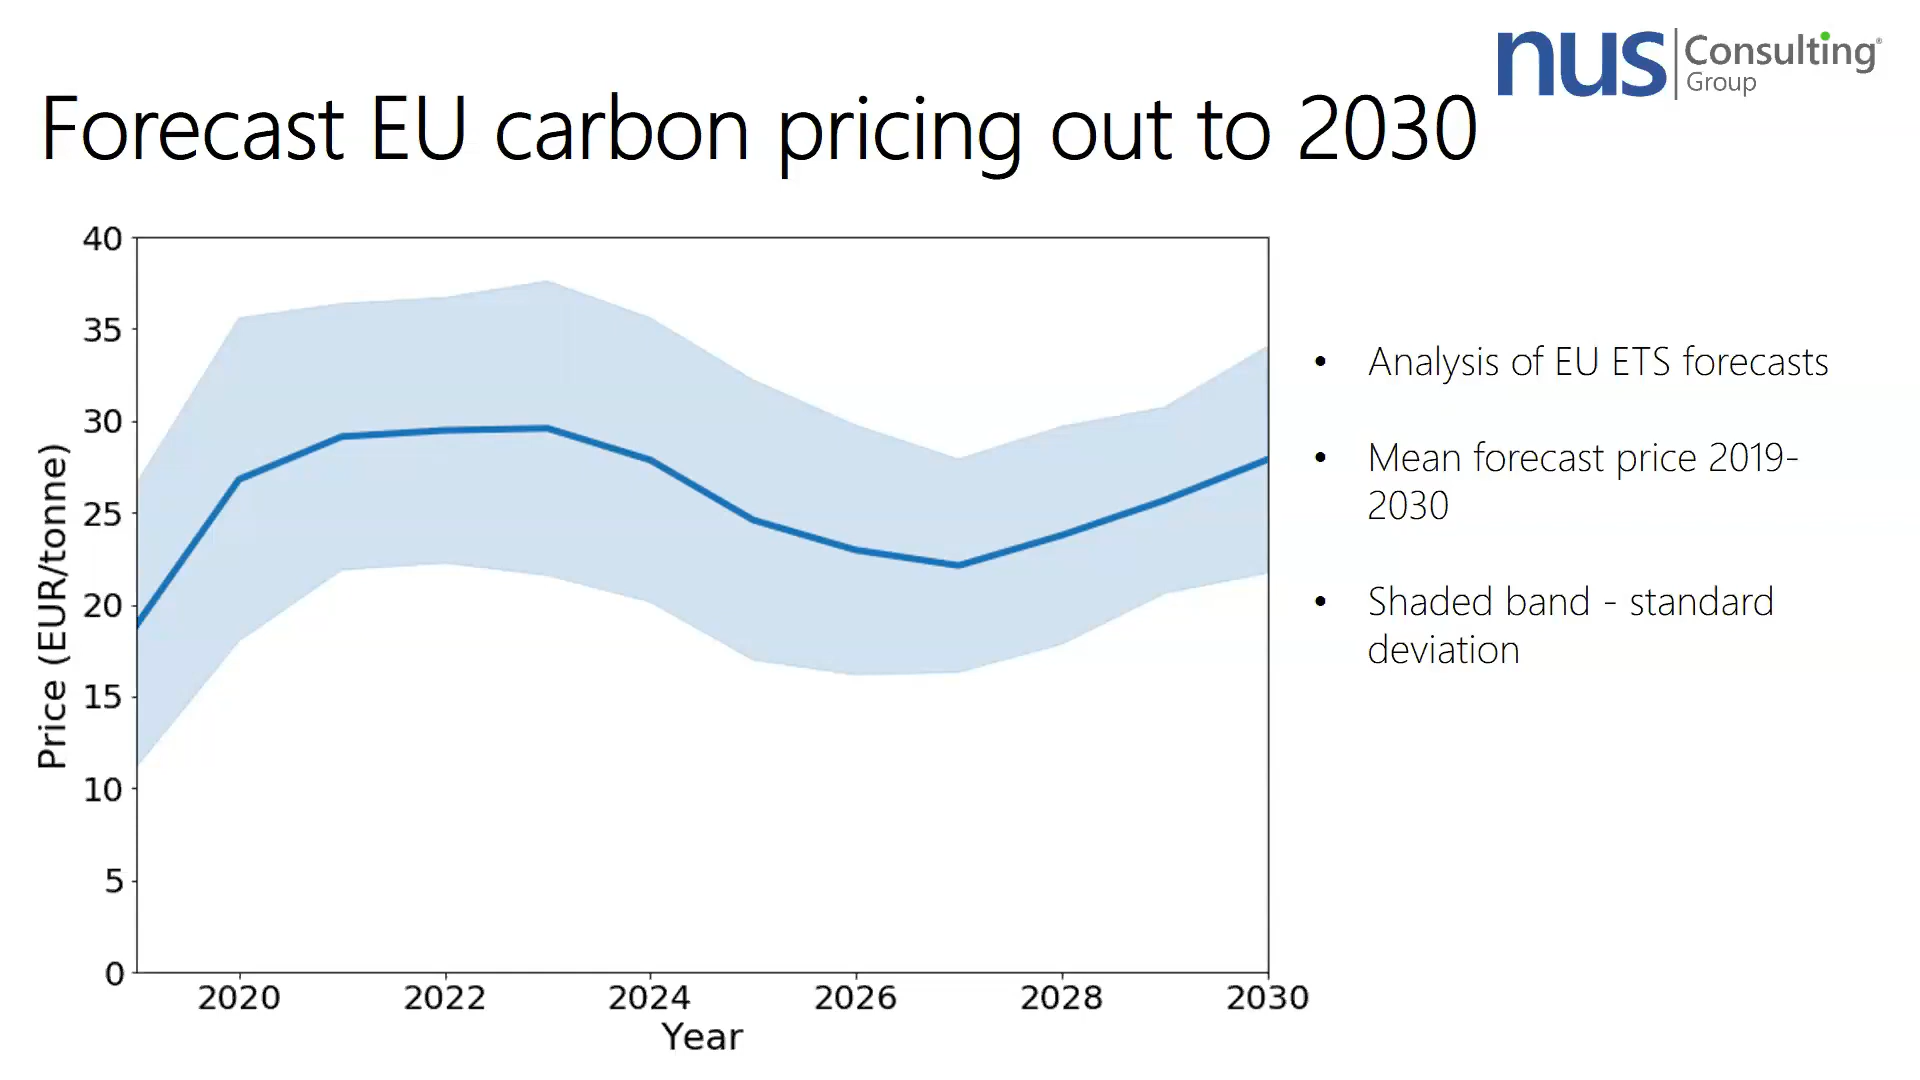 nus Consulting®
Group
Forecast EU carbon pricing out to 2030
40
35
30
25
20
15
10
5
0
Price (EUR/tonne)
2020 2022 2024 2026 2028 2030
Year
• Analysis of EU ETS forecasts
• Mean forecast price 2019-
2030
• Shaded band - standard
deviation